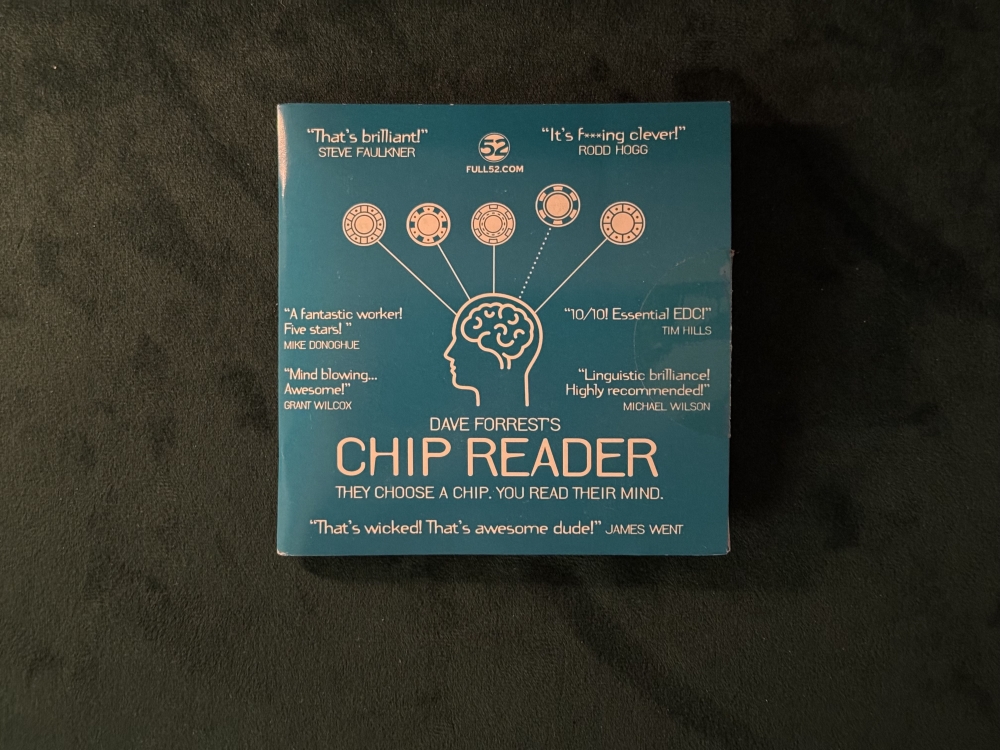 “That’s brilliant!”
STEVE FAULKNER
52
FULL52.COM
“It’s f***ing clever!”
RODD HOGG
“A fantastic worker!
Five stars! ”
MIKE DONOGHUE
“10/10! Essential EDC!”
TIM HILLS
“Mind blowing...
Awesome!”
GRANT WILCOX
“Linguistic brilliance!
Highly recommended!”
MICHAEL WILSON
DAVE FORREST’S
CHIP READER
THEY CHOOSE A CHIP. YOU READ THEIR MIND.
“That’s wicked! That’s awesome dude!” JAMES WENT